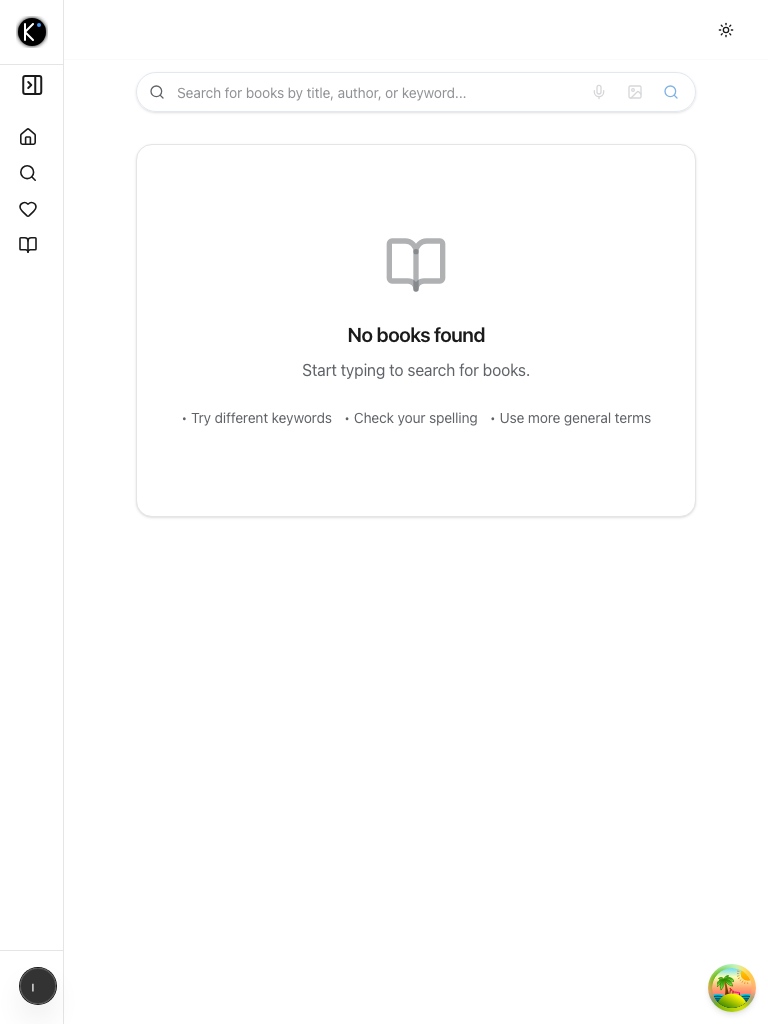 K
Search for books by title, author, or keyword...
No books found
Start typing to search for books.
• Try different keywords • Check your spelling • Use more general terms